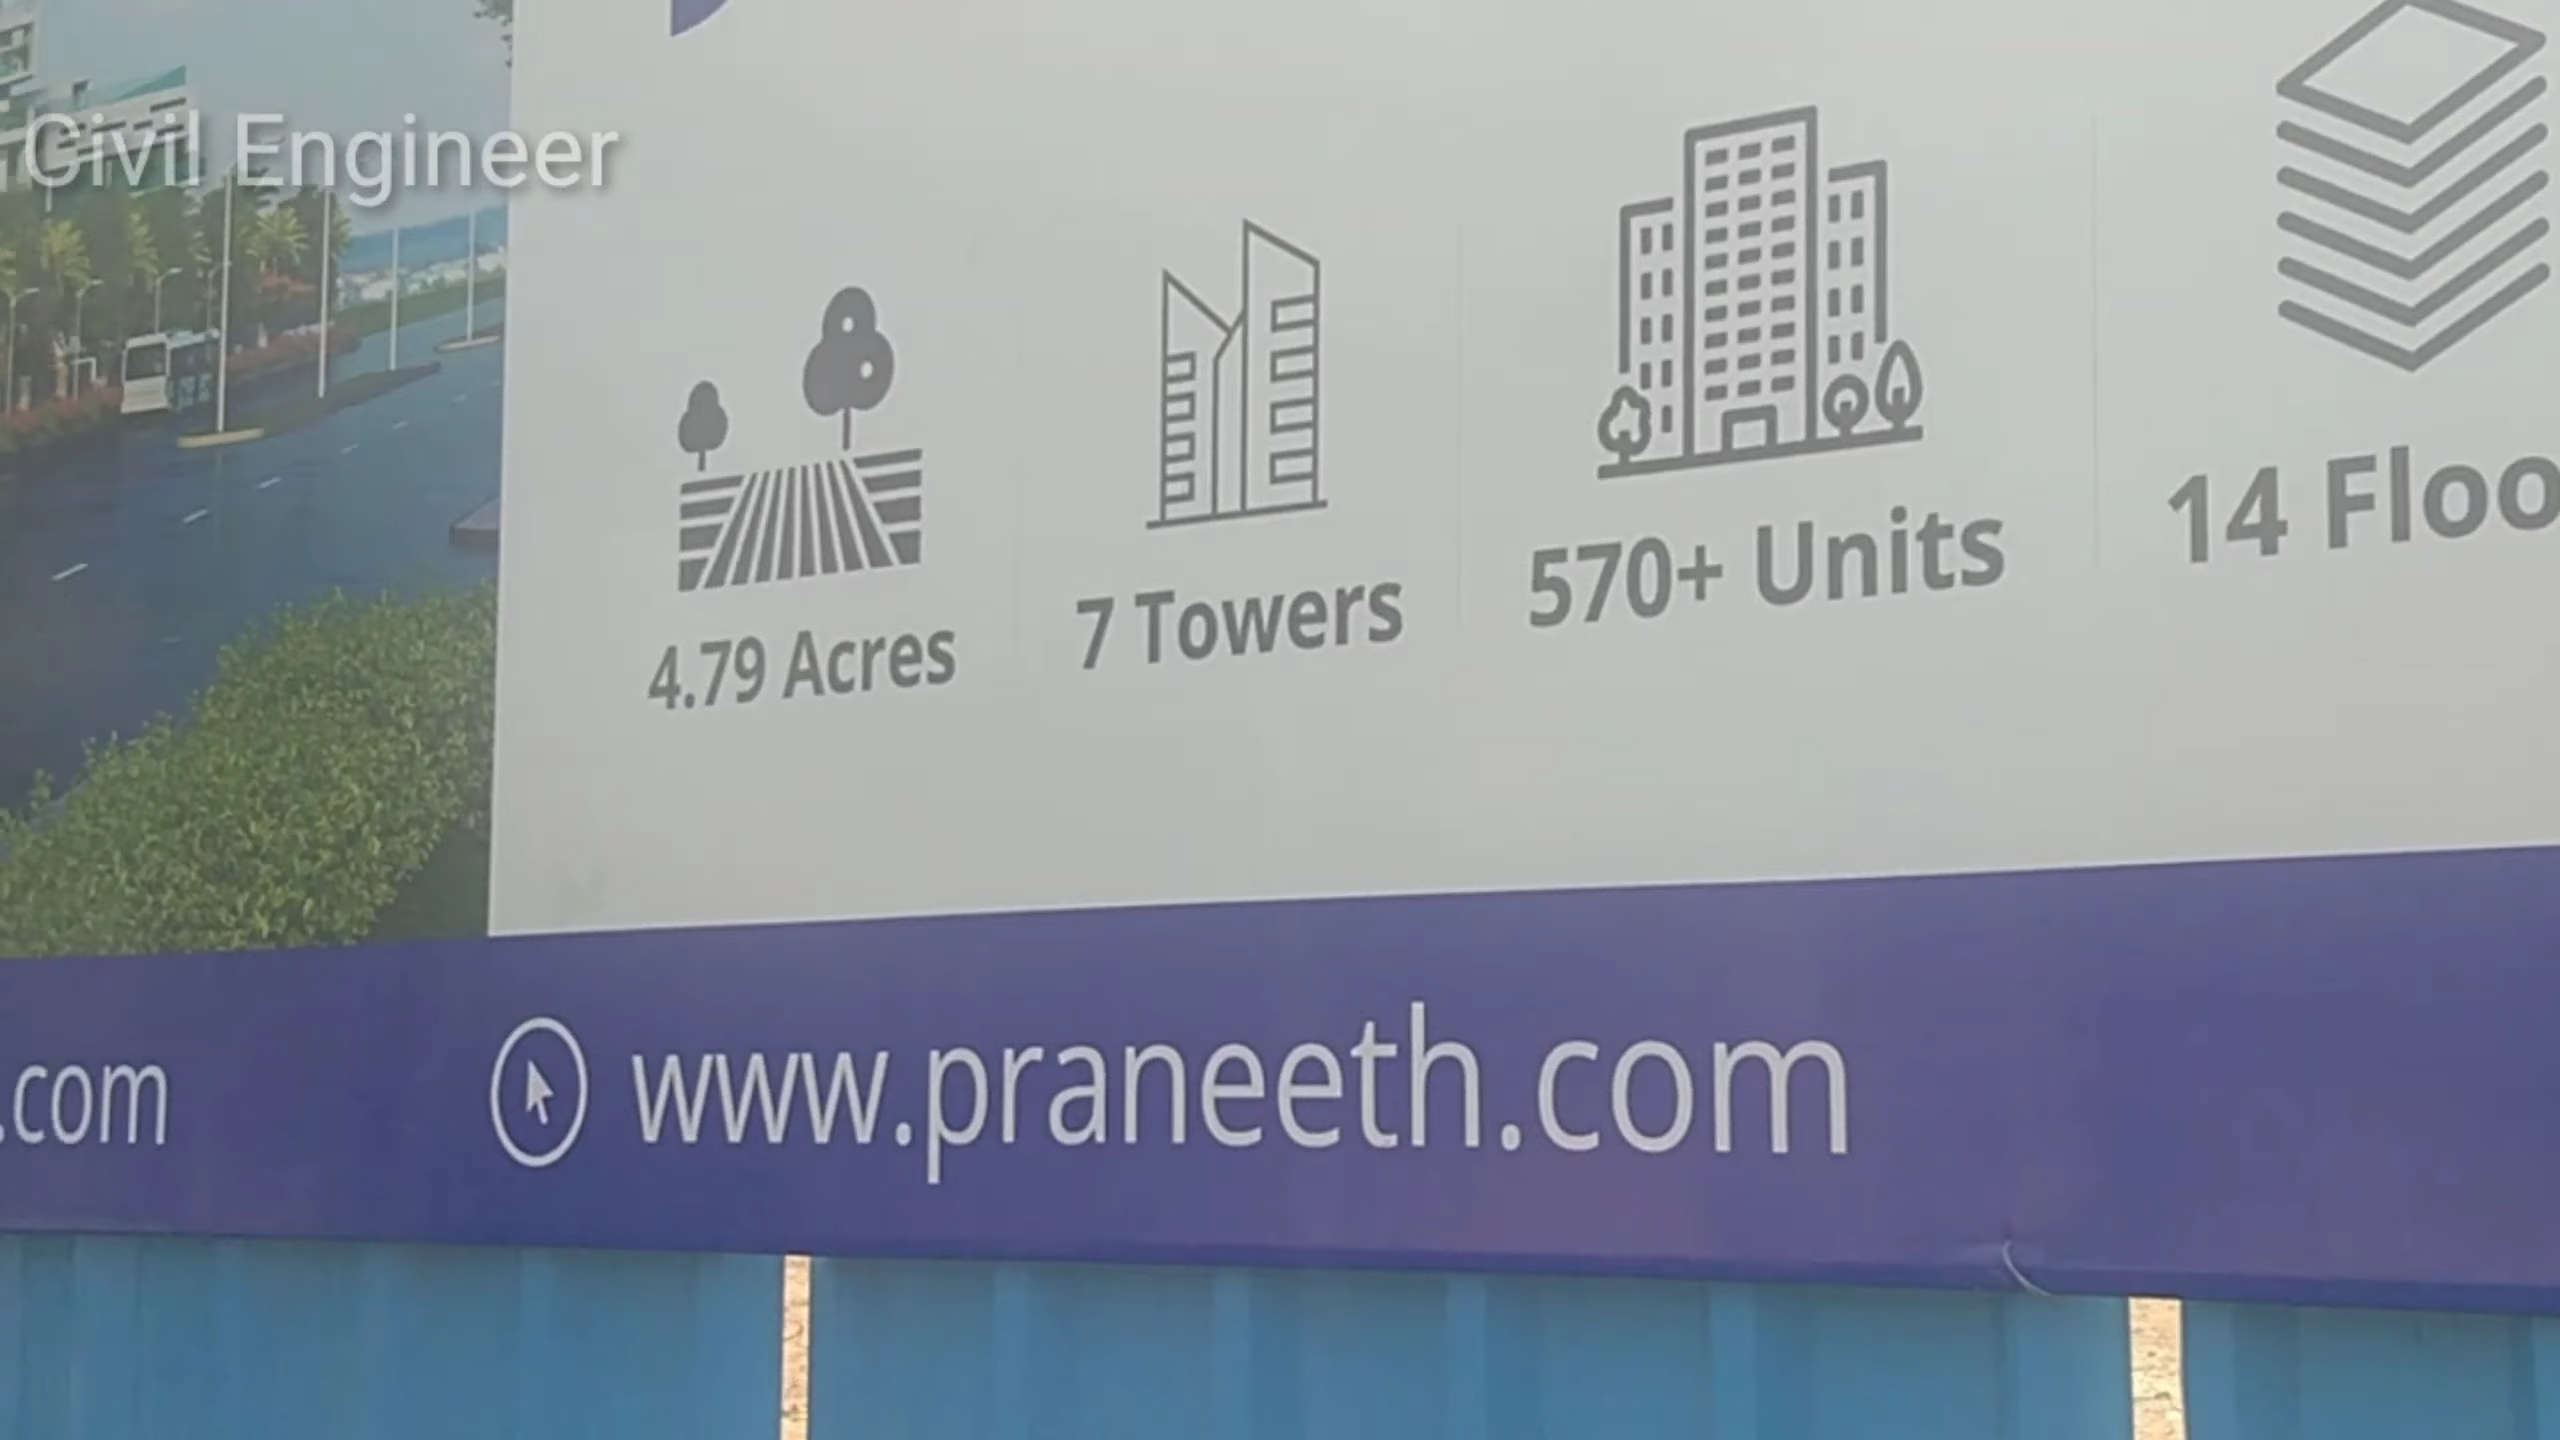 Civil Engineer
4.79 Acres
7 Towers
570+ Units
14 Floo
.com
www.praneeth.com